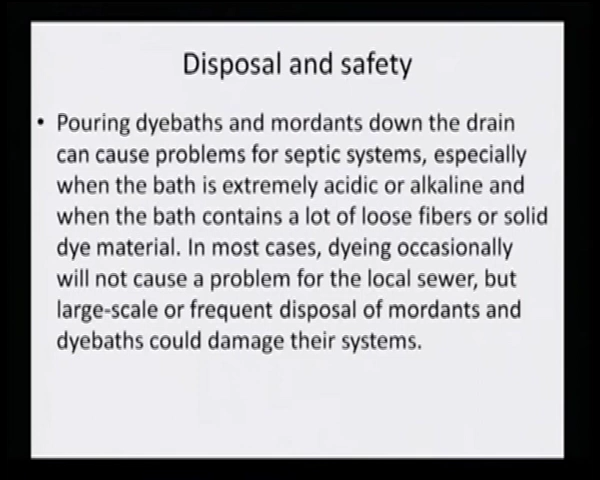 Disposal and safety
• Pouring dyebaths and mordants down the drain
can cause problems for septic systems, especially
when the bath is extremely acidic or alkaline and
when the bath contains a lot of loose fibers or solid
dye material. In most cases, dyeing occasionally
will not cause a problem for the local sewer, but
large-scale or frequent disposal of mordants and
dyebaths could damage their systems.